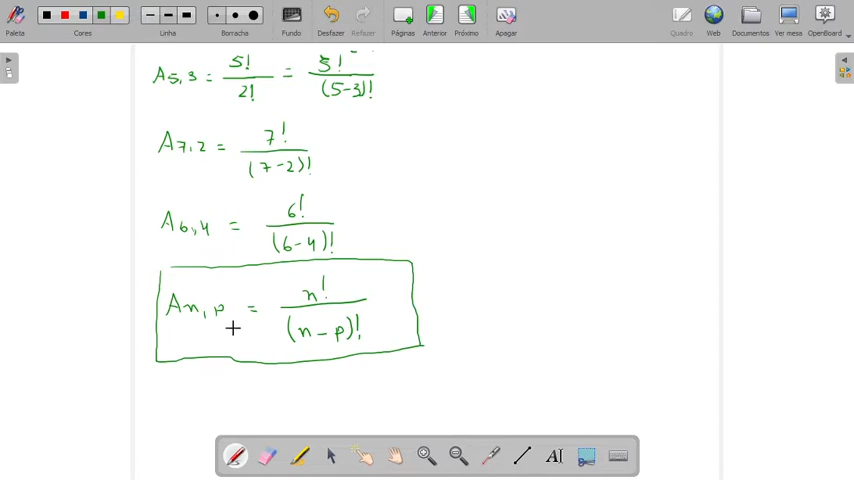 Paleta Cores Linha Borracha Fundo Desfazer Refazer Páginas Anterior Próximo Apagar Quadro Web Documentos Ver mesa OpenBoard
A5,3 = 5!/2! = 5!/(5-3)!
A7,2 = 7!/(7-2)!
A6,4 = 6!/(6-4)!
An,p = n!/(n-p)!
AI